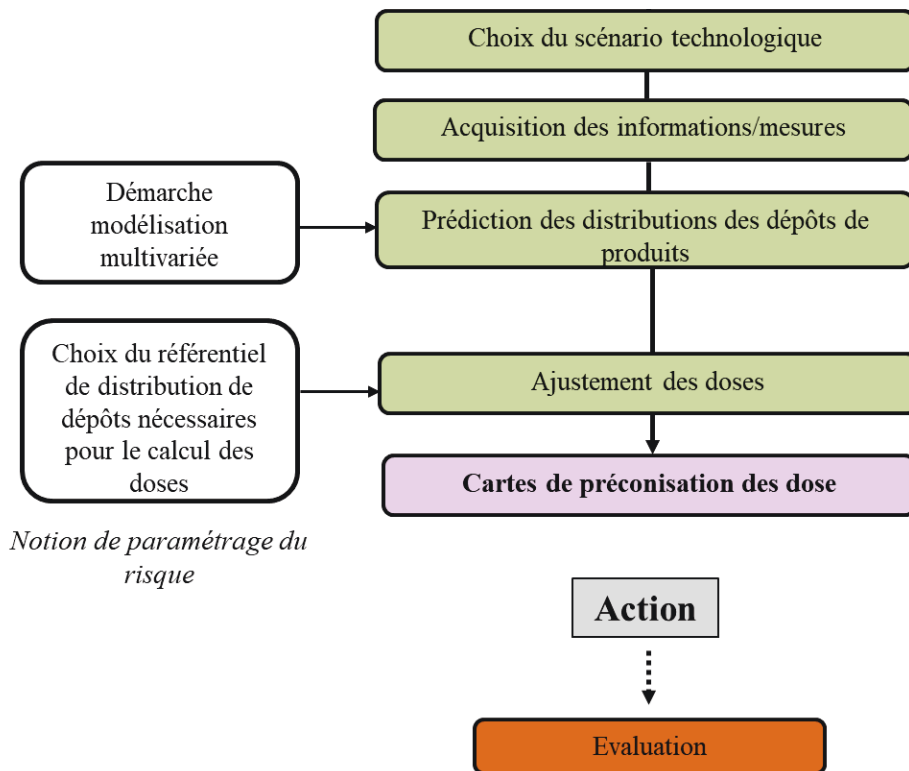 Choix du scénario technologique
Acquisition des informations/mesures
Démarche
modélisation
multivariée
Prédiction des distributions des dépôts de
produits
Choix du référentiel
de distribution de
dépôts nécessaires
pour le calcul des
doses
Ajustement des doses
Cartes de préconisation des dose
Notion de paramétrage du
risque
Action
Evaluation